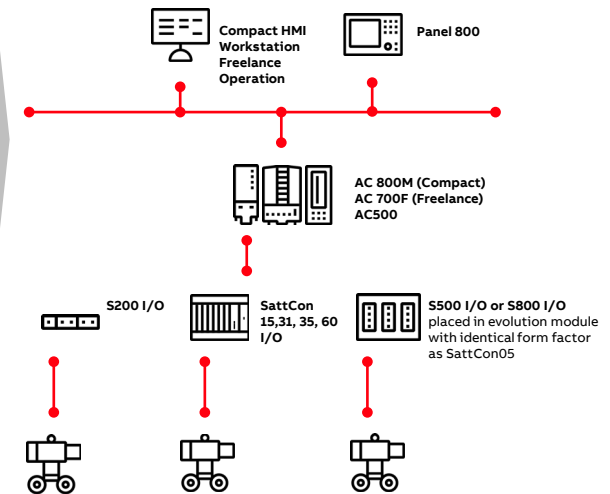 Compact HMI
Workstation
Freelance
Operation
Panel 800
AC 800M (Compact)
AC 700F (Freelance)
AC500
S200 I/O
SattCon
15,31, 35, 60
I/O
S500 I/O or S800 I/O
placed in evolution module
with identical form factor
as SattCon05